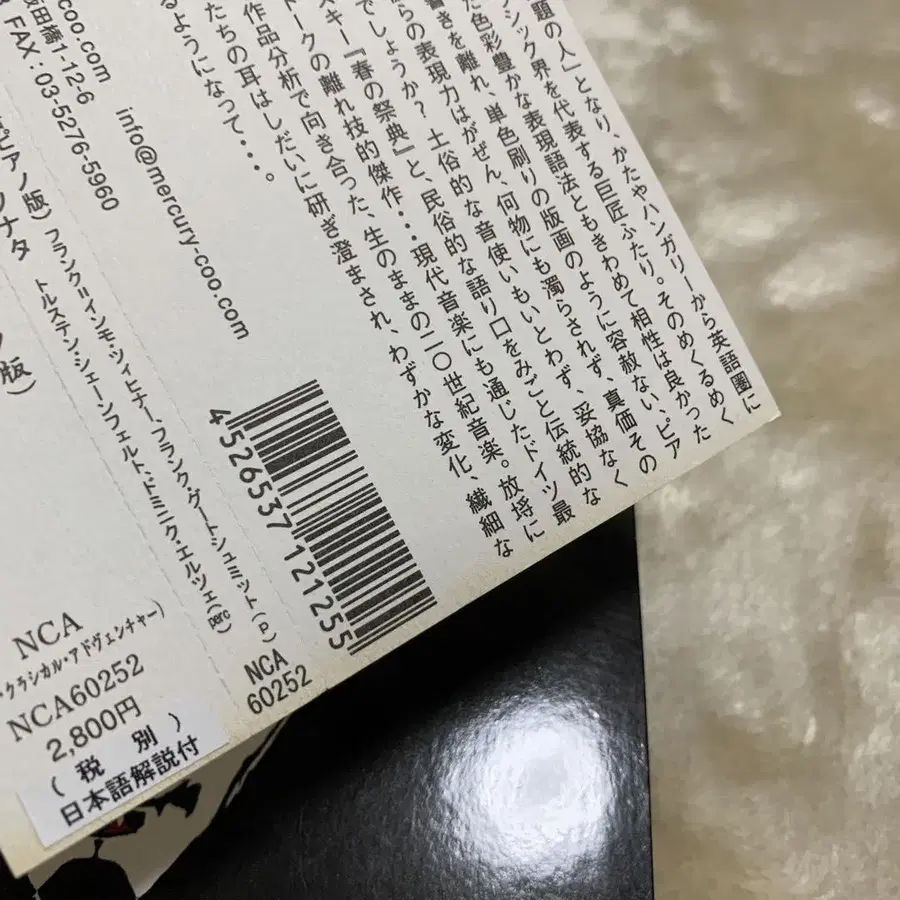 題の人」となり、かたやハンガリーから英語圏に
シック界を代表する巨匠ふたり。そのめくるめく
色彩豊かな表現語法ともきわめて相性は良かった
書きを離れ、単色刷りの版画のように容赦ない、ピア
らの表現力はがぜん、何物にも濁らされず、真価その
でしょうか? 土俗的な音使いもいとわず、妥協なく
スキー『春の祭典』と、民俗的な語り口をみごと伝統的な
トークの離れ技的傑作・・・現代音楽にも通じたドイツ最
作品分析で向き合った、生のままの二〇世紀音楽。放埓に
たちの耳はしだいに研ぎ澄まされ、わずかな変化、繊細な
るようになって・・・。
info@mercury-coo.com
coo.com
田橋1-12-6
FAX:03-5276-5960
ピアノ版)
ナタ
版)
フランク=インモ・ツィヒナー、フランク・グートシュミット(p)
トルステン・シェーンフェルト、ドミニク・エルツェ(perc)
4526537121255
NCA
60252
NCA
・クラシカル・アドヴェンチャー)
NCA60252
2,800円
(税 別)
日本語解説付